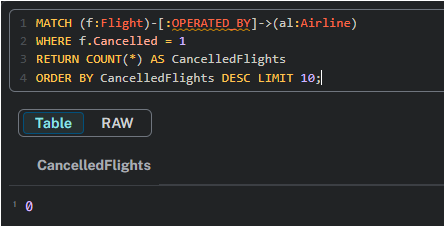 1 MATCH (f:Flight)-[:OPERATED_BY]->(al:Airline)
2 WHERE f.Cancelled = 1
3 RETURN COUNT(*) AS CancelledFlights
4 ORDER BY CancelledFlights DESC LIMIT 10;
Table RAW
CancelledFlights
1 0